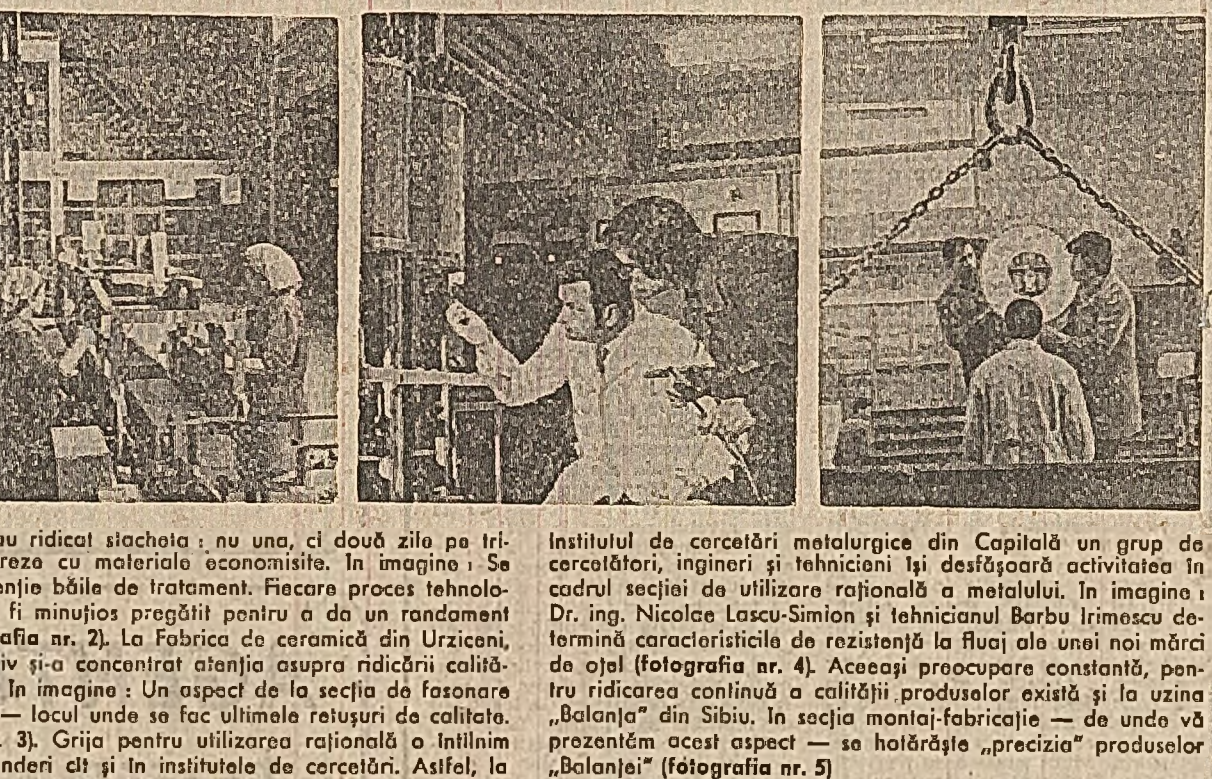 au ridicat ștacheta : nu una, ci două zile pe tri-
reze cu materiale economisite. In imagine : Se
enție băile de tratament. Fiecare proces tehnolo-
fi minuțios pregătit pentru a da un randament
afia nr. 2). La Fabrica de ceramică din Urziceni,
iv și-a concentrat atenția asupra ridicării calită-
In imagine : Un aspect de la secția de fasonare
— locul unde se fac ultimele retușuri de calitate.
. 3). Grija pentru utilizarea rațională o întîlnim
nderi cît și în institutele de cercetări. Astfel, la
Institutul de cercetări metalurgice din Capitală un grup de
cercetători, ingineri și tehnicieni își desfășoară activitatea în
cadrul secției de utilizare rațională a metalului. In imagine :
Dr. ing. Nicolae Lascu-Simion și tehnicianul Barbu Irimescu de-
termină caracteristicile de rezistență la fluaj ale unei noi mărci
de oțel (fotografia nr. 4). Aceeași preocupare constantă, pen-
tru ridicarea continuă a calității produselor există și la uzina
„Balanța” din Sibiu. In secția montaj-fabricație — de unde vă
prezentăm acest aspect — se hotărăște „precizia” produselor
„Balanței” (fotografia nr. 5)